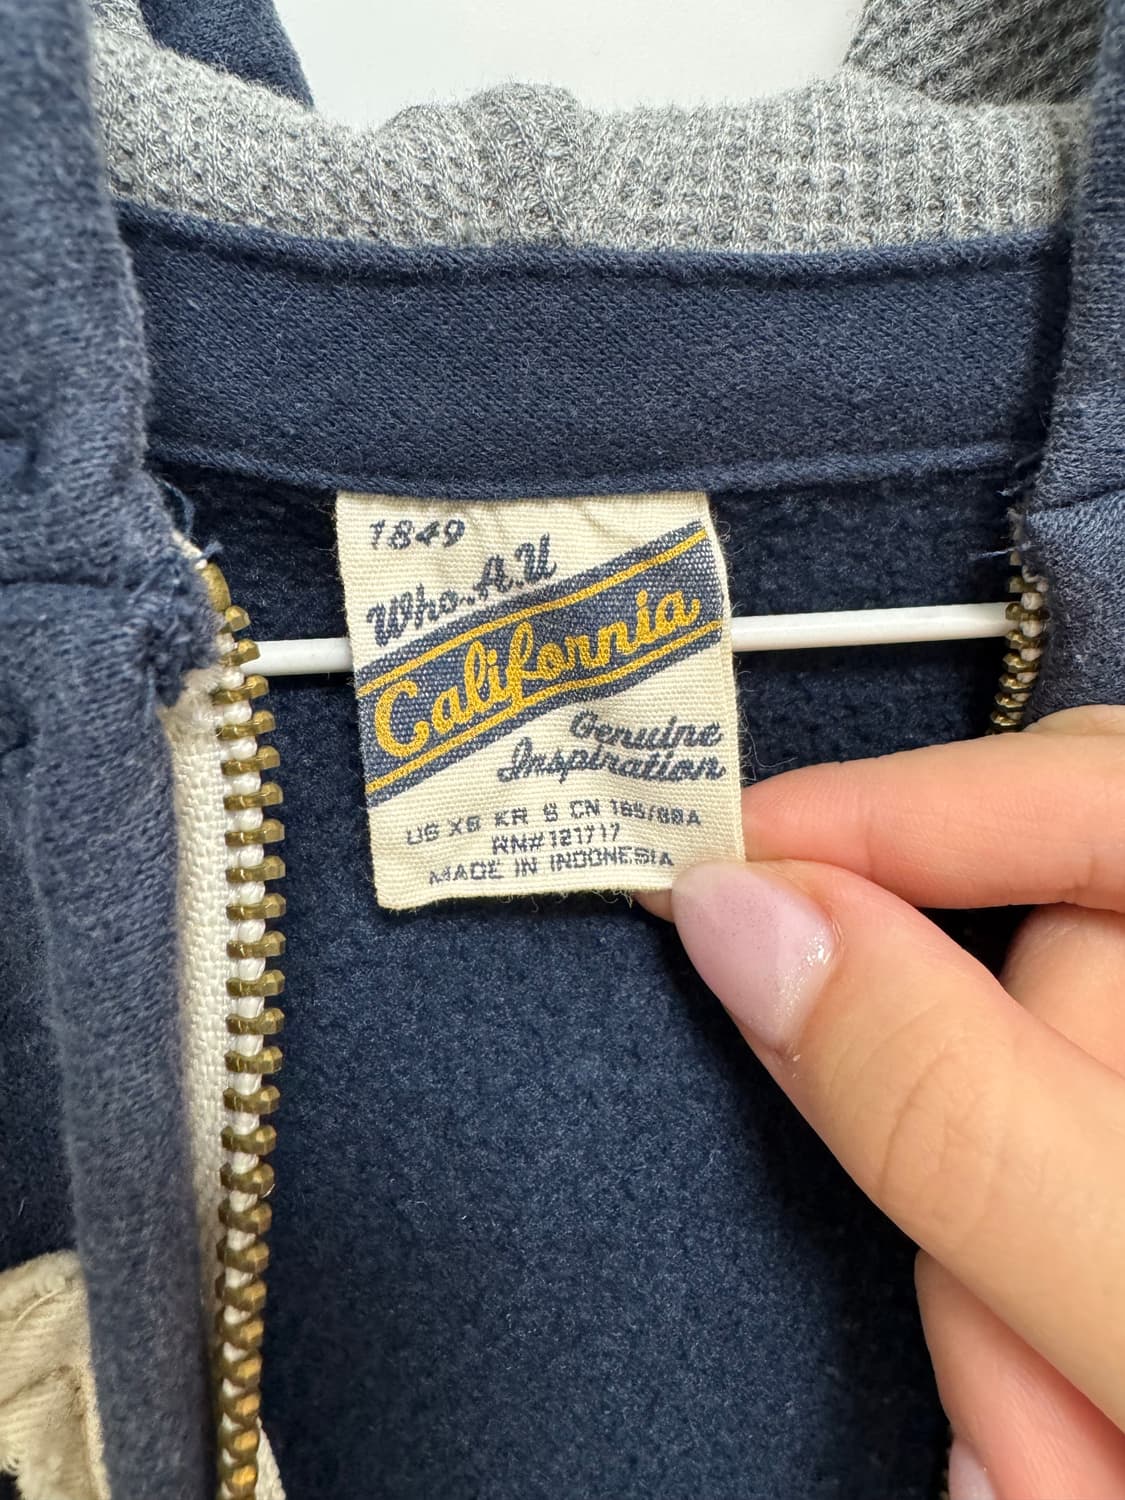 1849
Who.A.U
California
Genuine
Inspiration
US XS KR S CN 165/88A
RN#121717
MADE IN INDONESIA